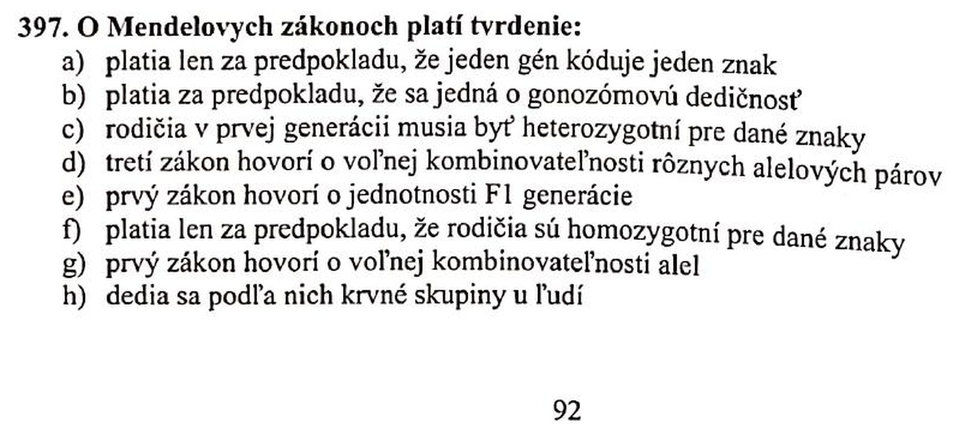 397. O Mendelovych zákonoch platí tvrdenie:
a) platia len za predpokladu, že jeden gén kóduje jeden znak
b) platia za predpokladu, že sa jedná o gonozómovú dedičnosť
c) rodičia v prvej generácii musia byť heterozygotní pre dané znaky
d) tretí zákon hovorí o voľnej kombinovateľnosti rôznych alelových párov
e) prvý zákon hovorí o jednotnosti F1 generácie
f) platia len za predpokladu, že rodičia sú homozygotní pre dané znaky
g) prvý zákon hovorí o voľnej kombinovateľnosti alel
h) dedia sa podľa nich krvné skupiny u ľudí
92